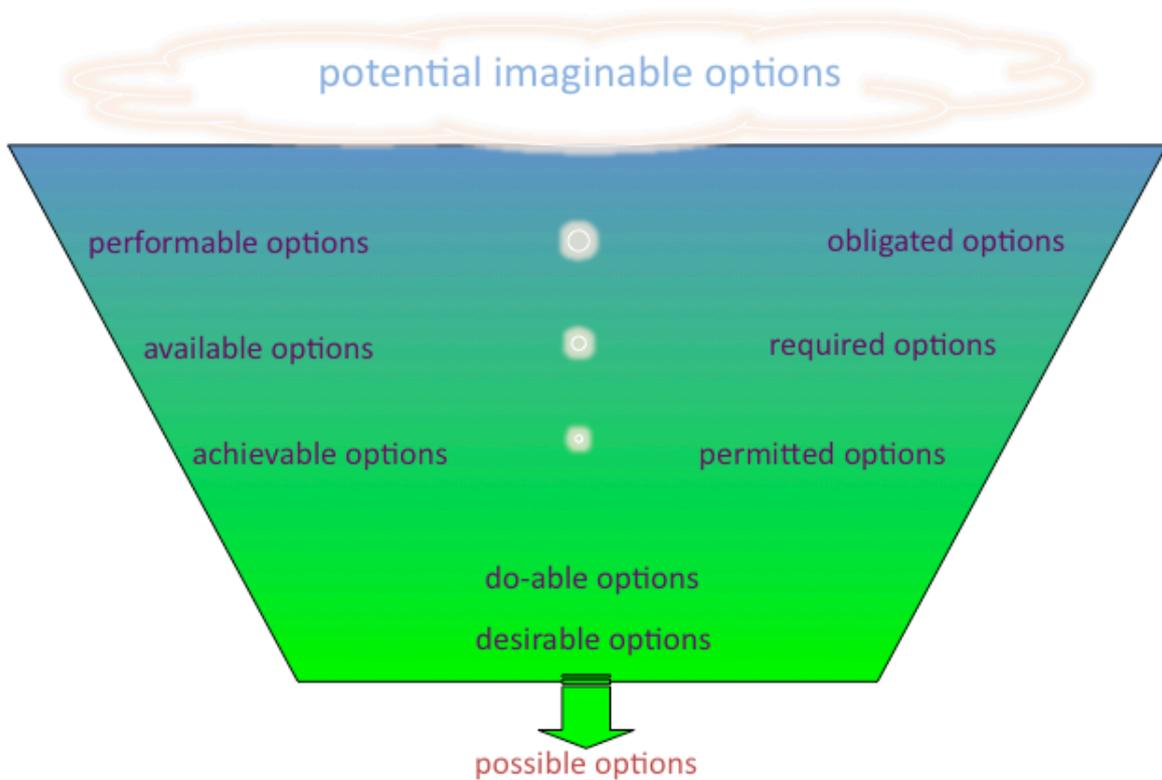 potential imaginable options
performable options
obligated options
available options
required options
achievable options
permitted options
do-able options
desirable options
possible options